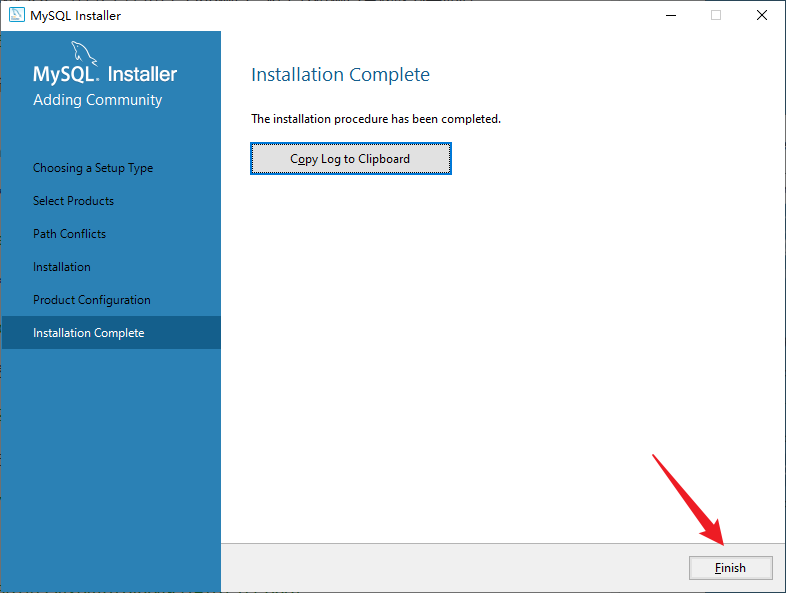 MySQL Installer
MySQL. Installer
Adding Community
Choosing a Setup Type
Select Products
Path Conflicts
Installation
Product Configuration
Installation Complete
Installation Complete
The installation procedure has been completed.
Copy Log to Clipboard
Finish